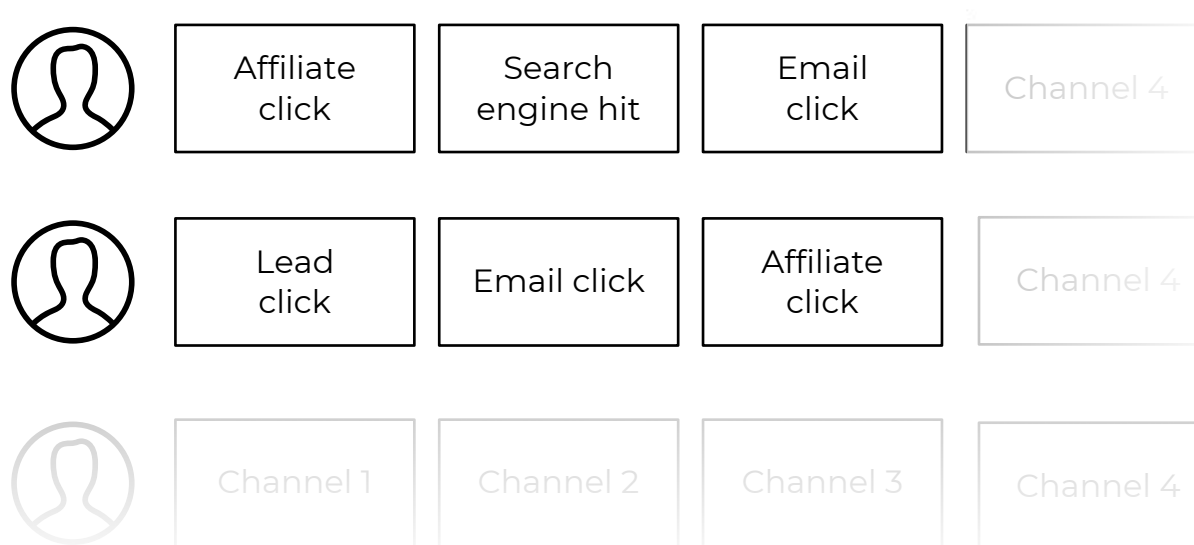 Affiliate
click
Search
engine hit
Email
click
Channel 4
Lead
click
Email click
Affiliate
click
Channel 4
Channel 1
Channel 2
Channel 3
Channel 4